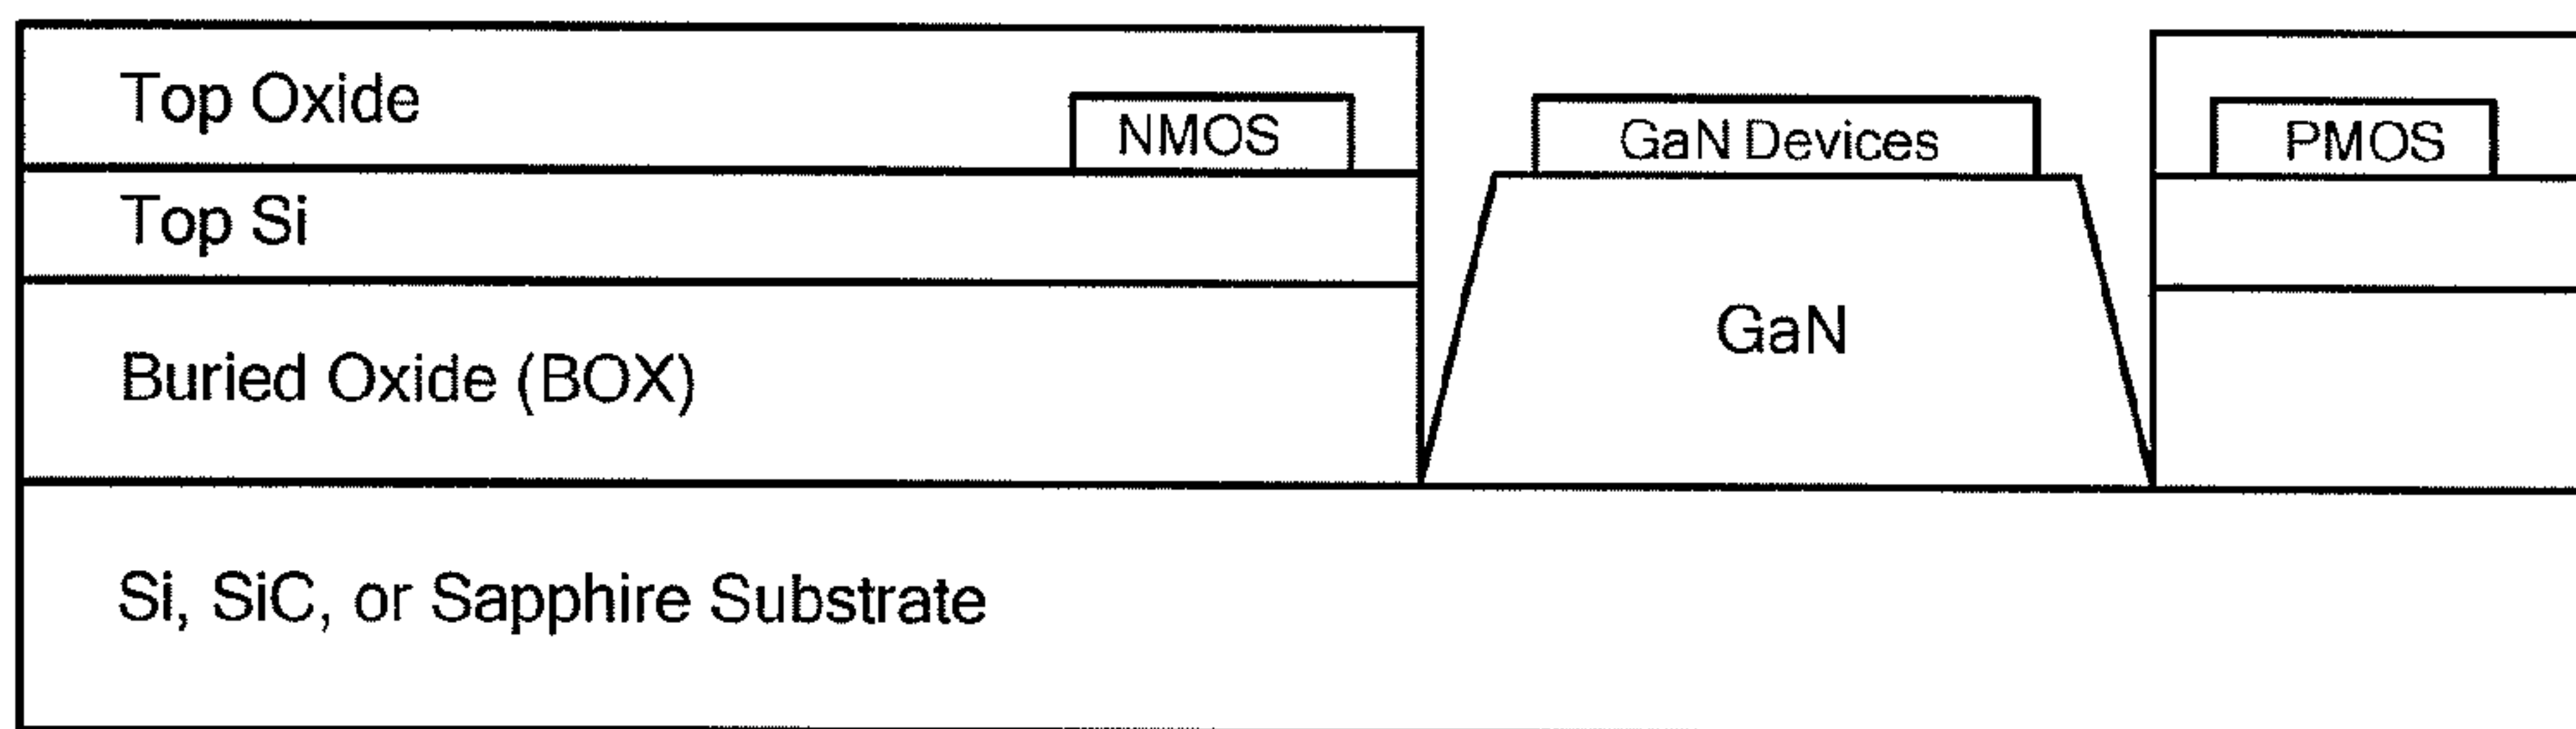 Top Oxide
NMOS
GaN Devices
PMOS
Top Si
GaN
Buried Oxide (BOX)
Si, SiC, or Sapphire Substrate